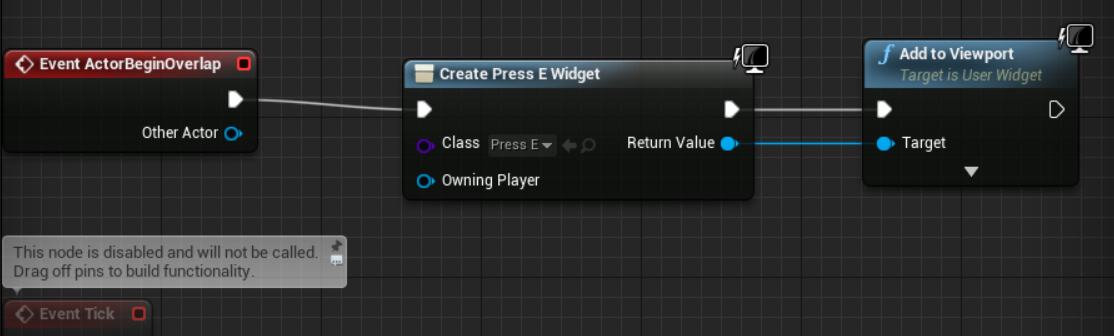 Event ActorBeginOverlap
Other Actor
Create Press E Widget
Class Press E
Return Value
Owning Player
f Add to Viewport
Target is User Widget
Target
This node is disabled and will not be called.
Drag off pins to build functionality.
Event Tick